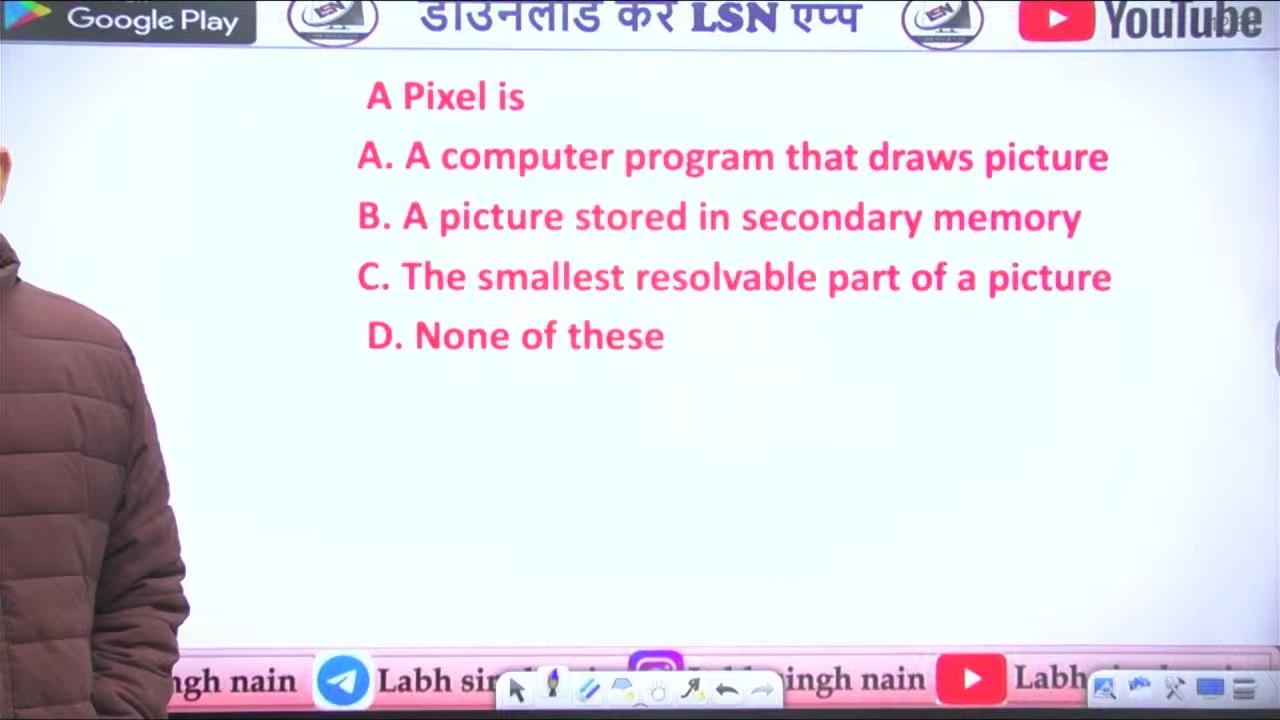 Google Play
डाउनलोड करें LSN एप्प
YouTube
A Pixel is
A. A computer program that draws picture
B. A picture stored in secondary memory
C. The smallest resolvable part of a picture
D. None of these
ngh nain Labh sin ingh nain Labh